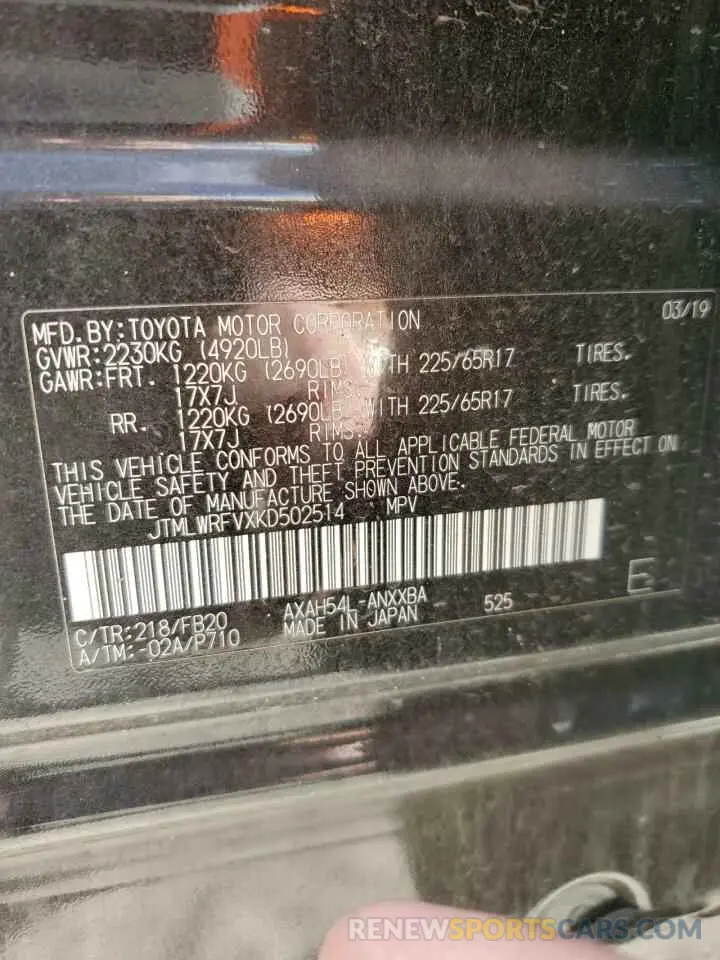 MFD.BY:TOYOTA MOTOR CORPORATION 03/19
GVWR:2230KG (4920LB)
GAWR:FRT. 1220KG (2690LB) WITH 225/65R17 TIRES.
17X7J RIMS.
RR. 1220KG (2690LB) WITH 225/65R17 TIRES.
17X7J RIMS.
THIS VEHICLE CONFORMS TO ALL APPLICABLE FEDERAL MOTOR
VEHICLE SAFETY AND THEFT PREVENTION STANDARDS IN EFFECT ON
THE DATE OF MANUFACTURE SHOWN ABOVE.
JTMLWRFVXKD502514 MPV
E
C/TR:218/FB20 AXAH54L-ANXXBA 525
A/TM:-02A/P710 MADE IN JAPAN
RENEWSPORTSCARS.COM